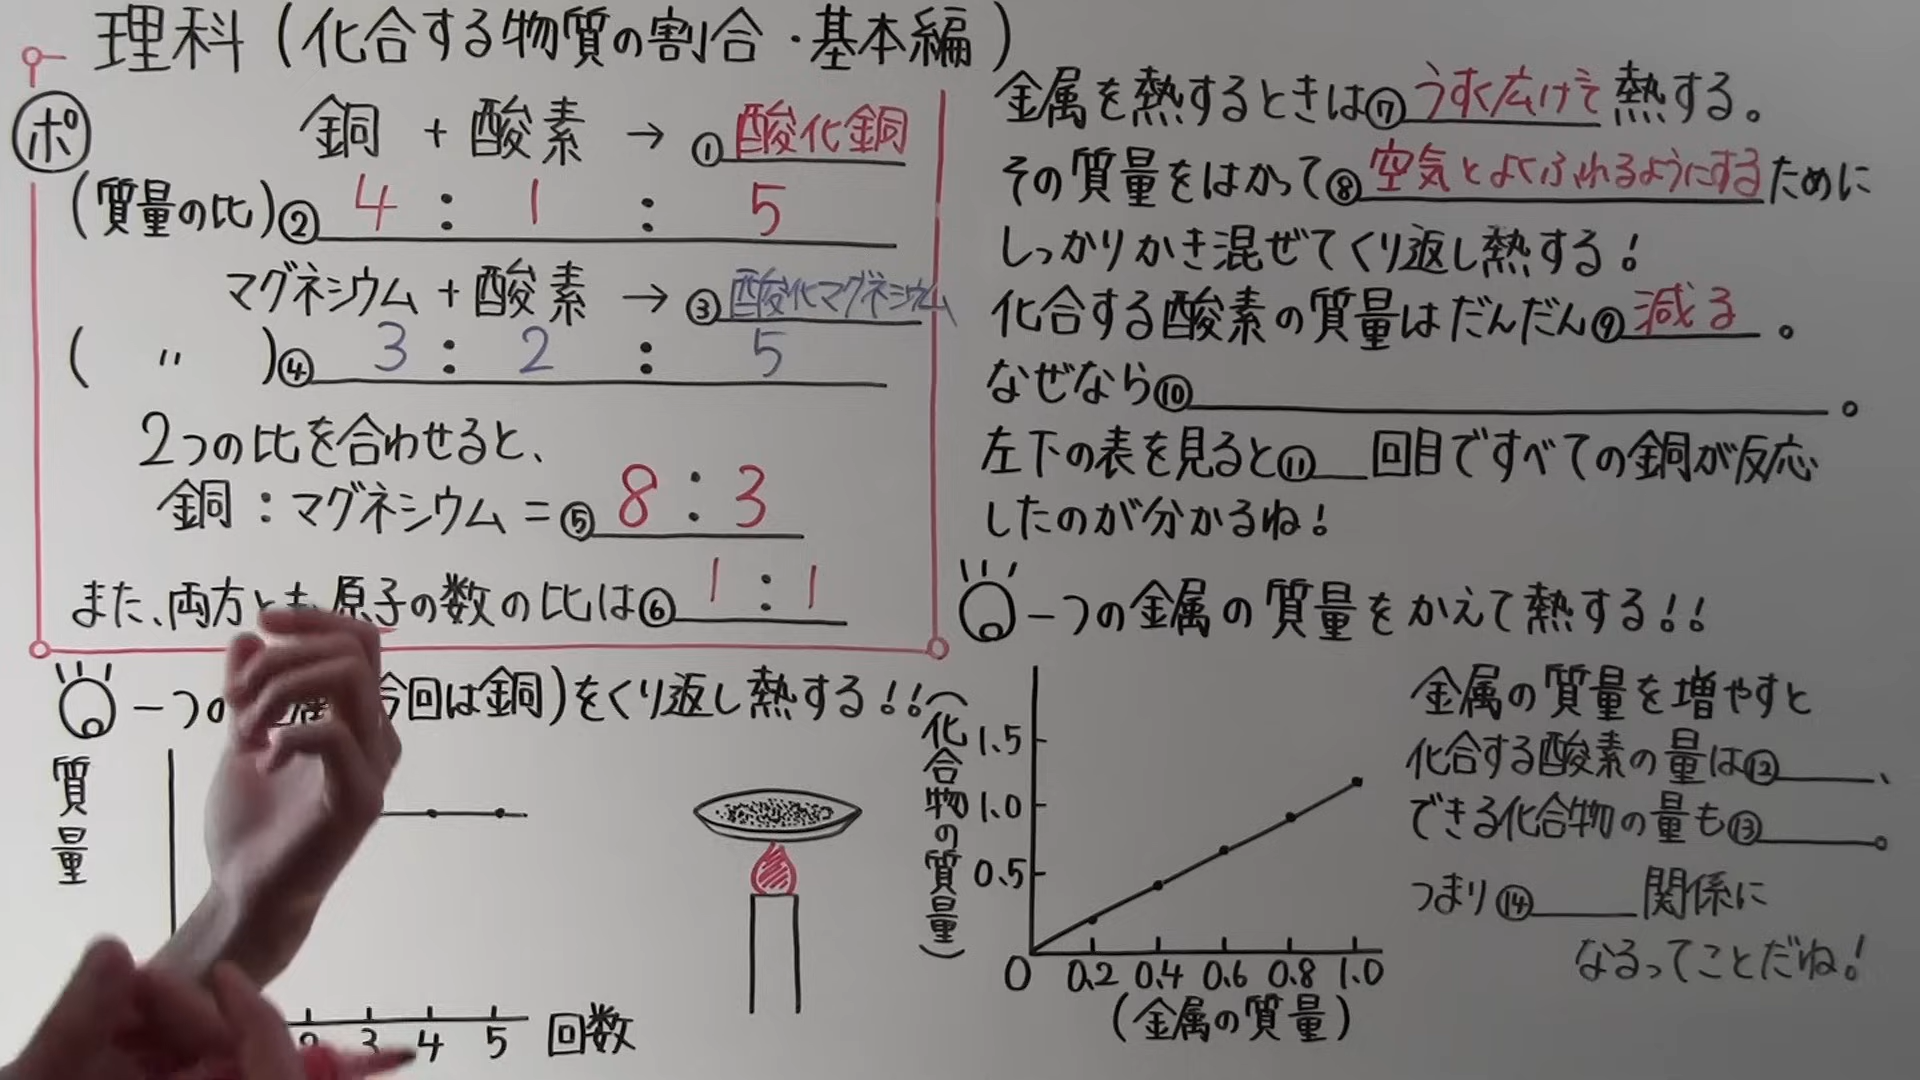 理科（化合する物質の割合・基本編）
ポ
銅 + 酸素 → ①酸化銅
（質量の比）② 4 : 1 : 5
マグネシウム + 酸素 → ③酸化マグネシウム
（ 〃 ）④ 3 : 2 : 5
2つの比を合わせると、
銅：マグネシウム = ⑤ 8 : 3
また、両方とも原子の数の比は⑥ 1 : 1
一つの 今回は銅）をくり返し熱する!!
質量
3 4 5 回数
金属を熱するときは⑦うすく広げて熱する。
その質量をはかって⑧空気とよくふれるようにするために
しっかりかき混ぜてくり返し熱する!
化合する酸素の質量はだんだん⑨減る。
なぜなら⑩ 。
左下の表を見ると⑪ 回目ですべての銅が反応
したのが分かるね!
一つの金属の質量をかえて熱する!!
（化合物の質量）
1.5
1.0
0.5
0 0.2 0.4 0.6 0.8 1.0
（金属の質量）
金属の質量を増やすと
化合する酸素の量は⑫ 、
できる化合物の量も⑬ 。
つまり⑭ 関係に
なるってことだね!